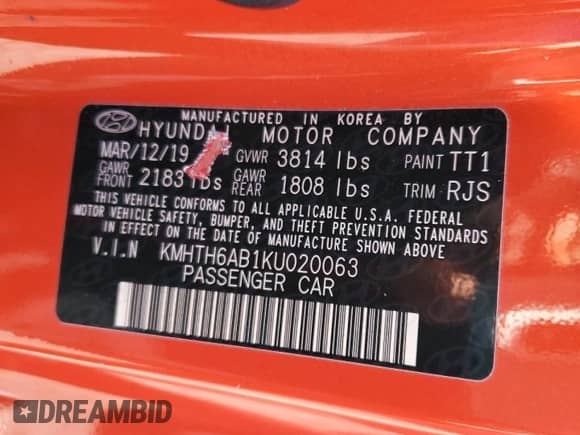 MANUFACTURED IN KOREA BY
HYUNDAI MOTOR COMPANY
MAR/12/19 GVWR 3814 lbs PAINT TT1
GAWR FRONT 2183 lbs GAWR REAR 1808 lbs TRIM RJS
THIS VEHICLE CONFORMS TO ALL APPLICABLE U.S.A. FEDERAL
MOTOR VEHICLE SAFETY, BUMPER, AND THEFT PREVENTION STANDARDS
IN EFFECT ON THE DATE OF MANUFACTURE SHOWN ABOVE
V.I.N KMHTH6AB1KU020063
PASSENGER CAR
DREAMBID